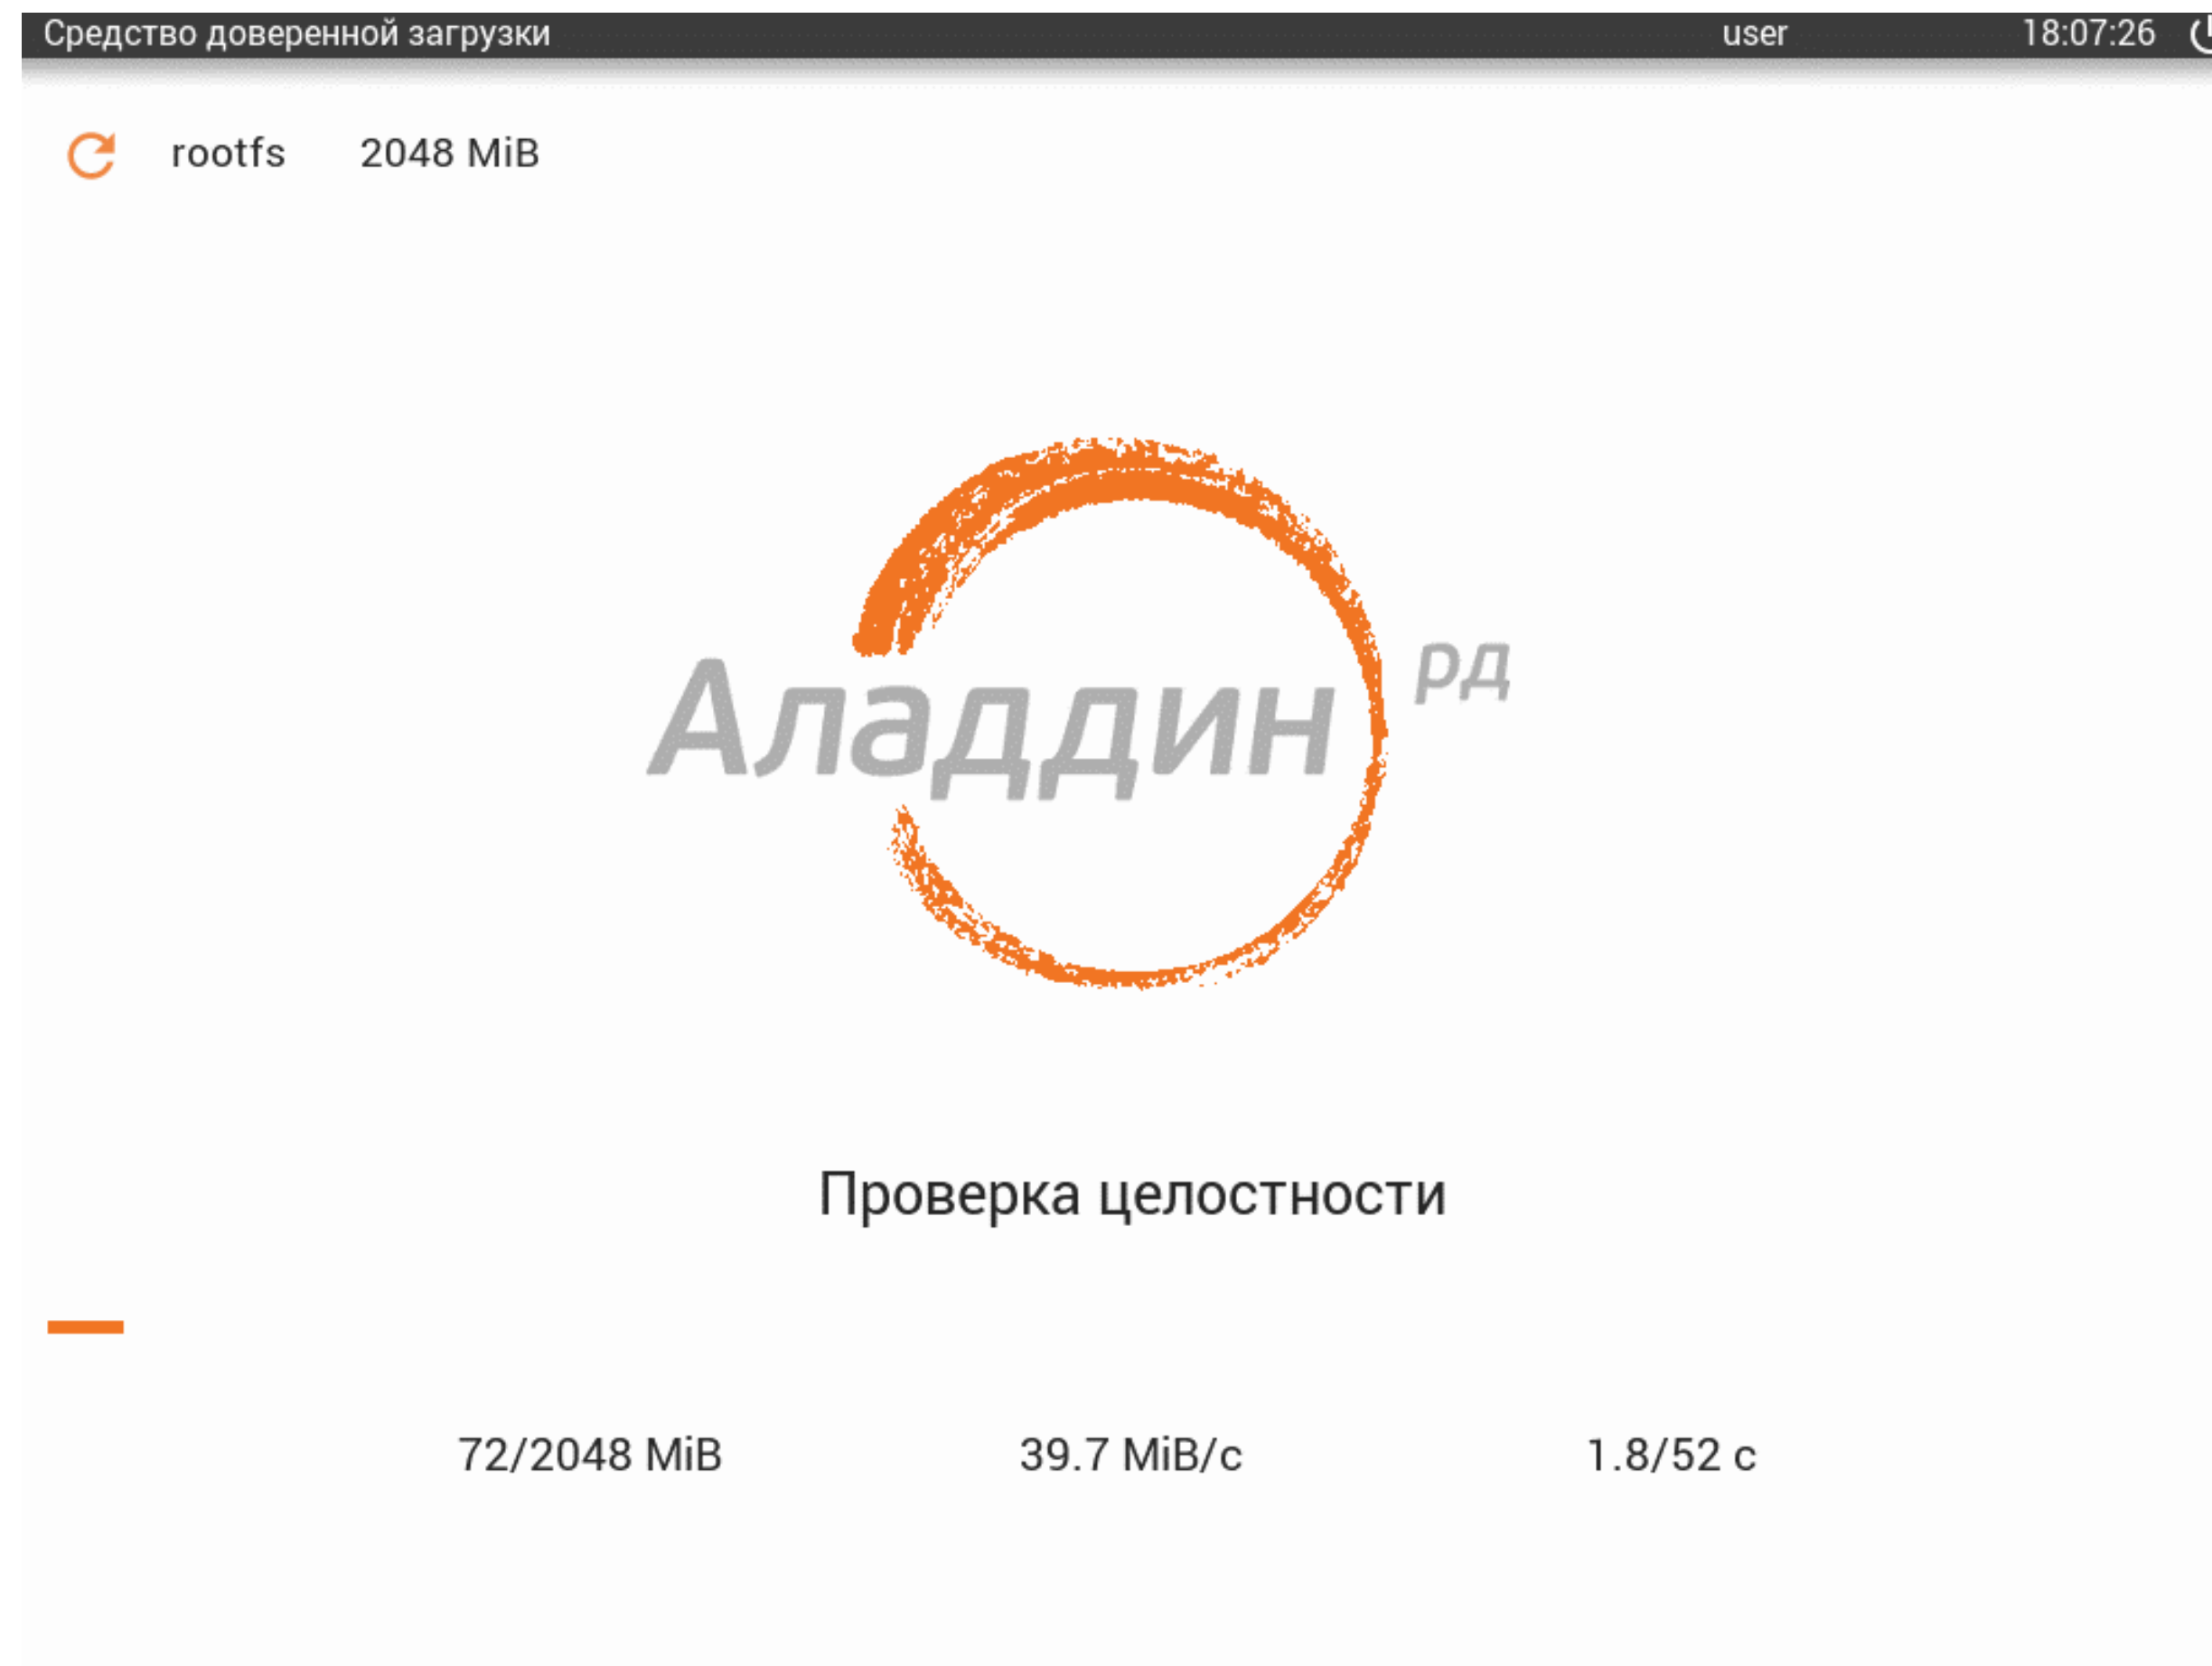 Средство доверенной загрузки user 18:07:26
rootfs 2048 MiB
Аладдин рд
Проверка целостности
72/2048 MiB 39.7 MiB/c 1.8/52 c